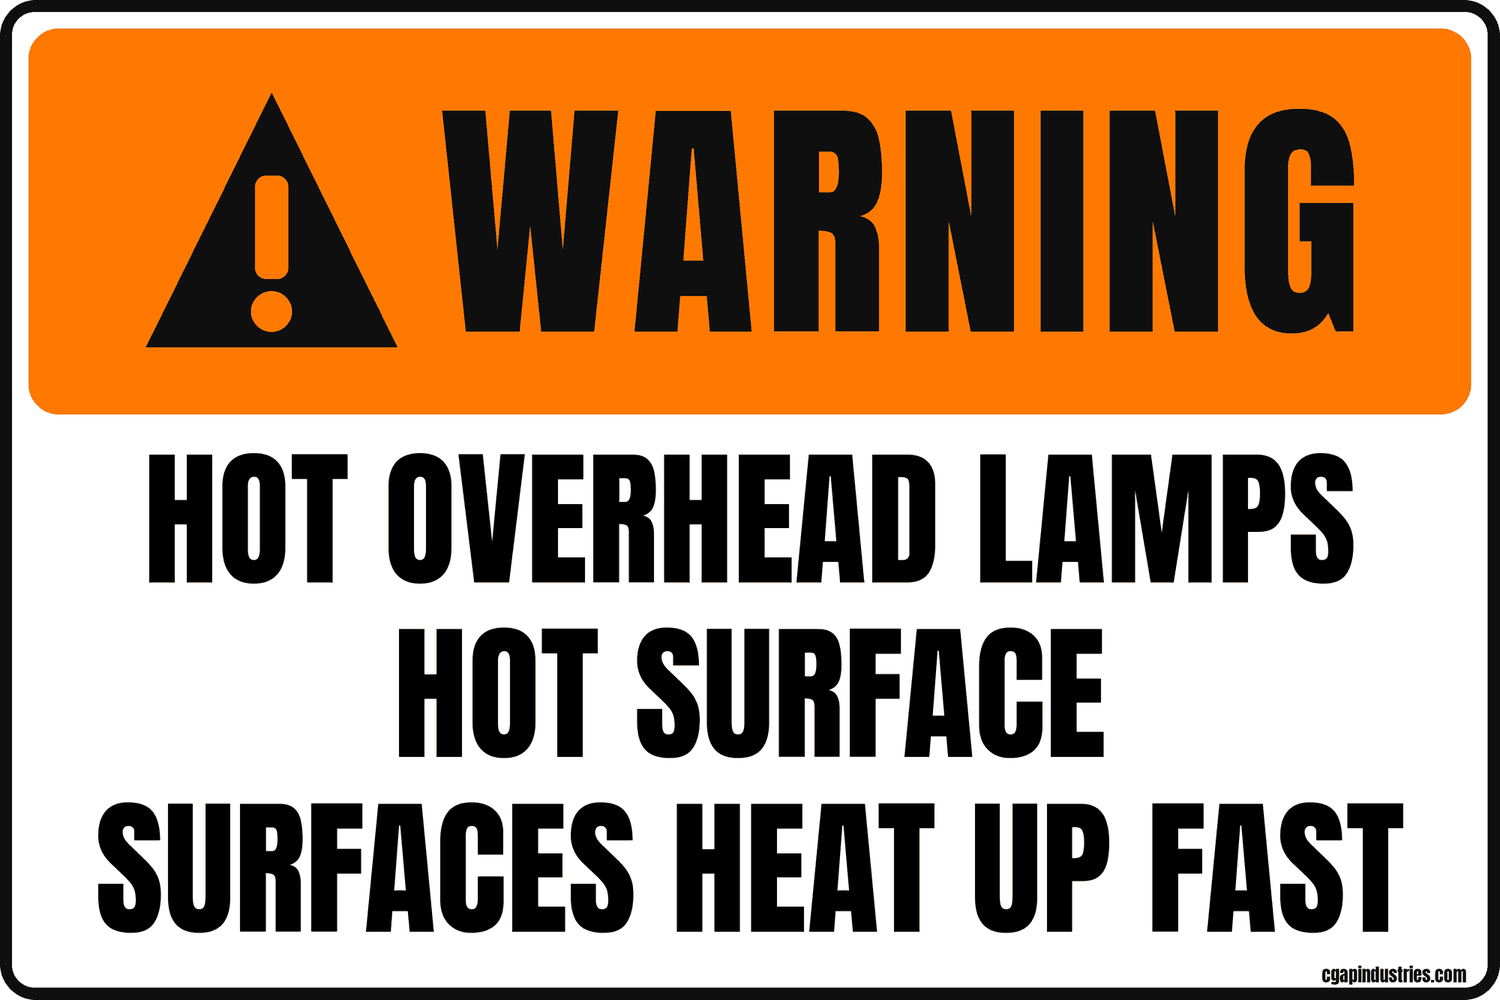 WARNING
HOT OVERHEAD LAMPS
HOT SURFACE
SURFACES HEAT UP FAST
cgapindustries.com